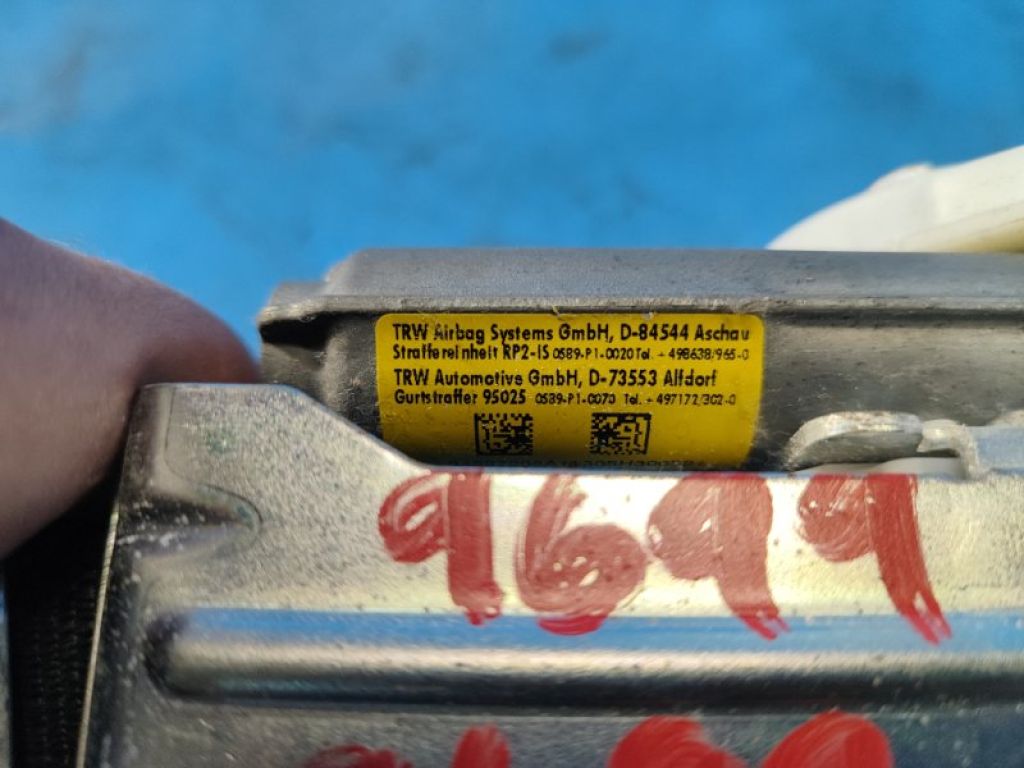 TRW Airbag Systems GmbH, D-84544 Aschau
Straffereinheit RP2-IS 0589-P1-0020 Tel. + 498638/965-0
TRW Automotive GmbH, D-73553 Alfdorf
Gurtstraffer 95025 0589-P1-0070 Tel. + 497172/302-0
9699